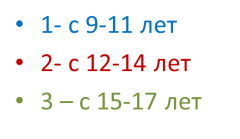 • 1- с 9-11 лет
• 2- с 12-14 лет
• 3 – с 15-17 лет